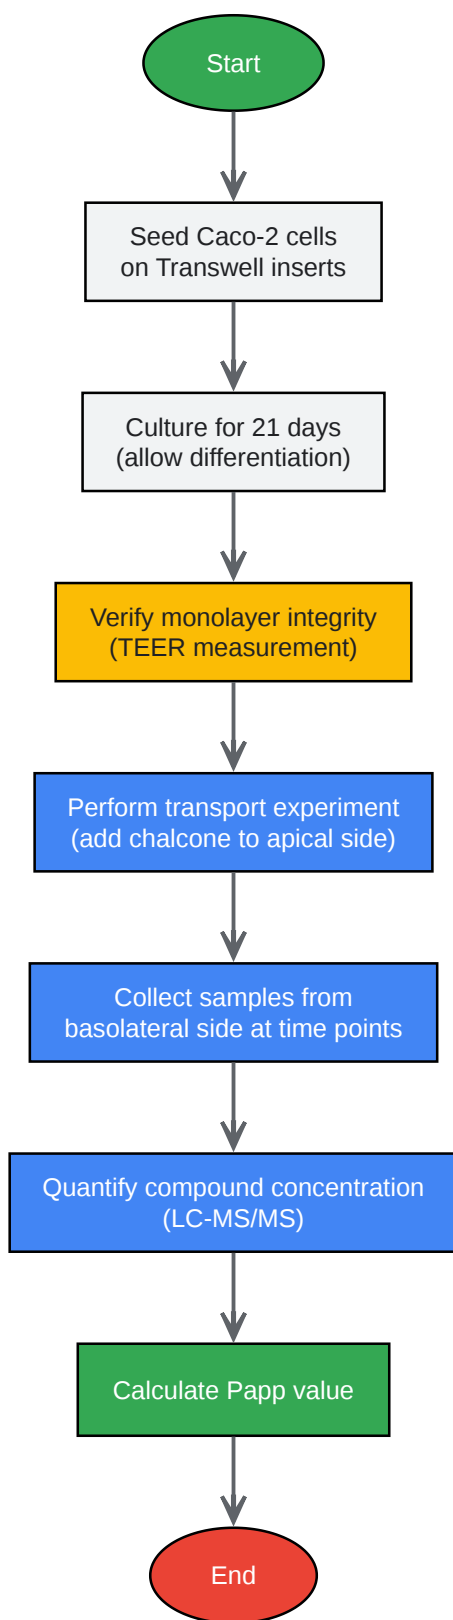 Start
Seed Caco-2 cells
on Transwell inserts
Culture for 21 days
(allow differentiation)
Verify monolayer integrity
(TEER measurement)
Perform transport experiment
(add chalcone to apical side)
Collect samples from
basolateral side at time points
Quantify compound concentration
(LC-MS/MS)
Calculate Papp value
End